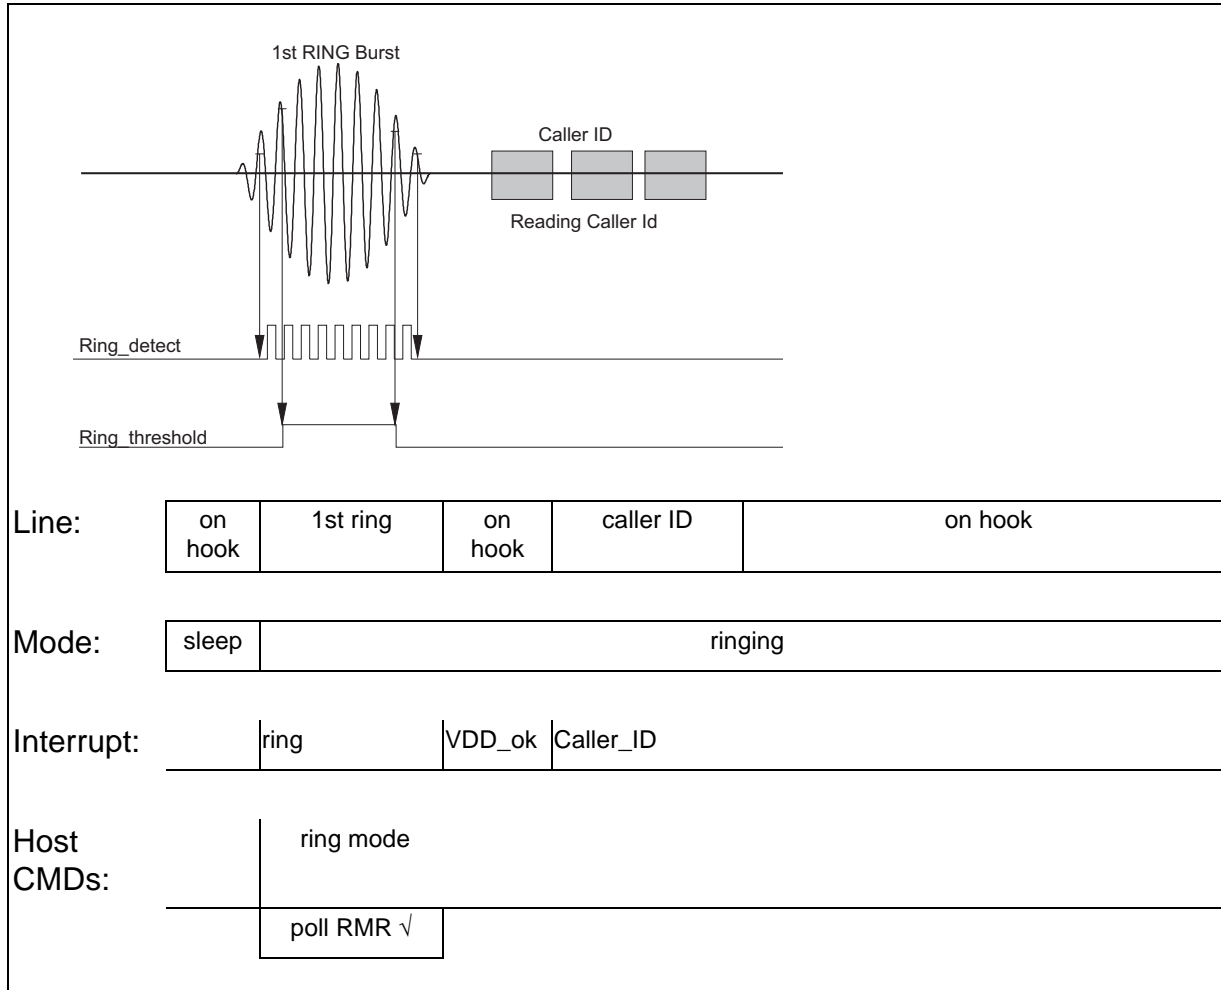 1st RING Burst
Caller ID
Reading Caller Id
Ring_detect
Ring_threshold
Line:
on
hook
1st ring
on
hook
caller ID
on hook
Mode:
sleep
ringing
Interrupt:
ring
VDD_ok
Caller_ID
Host
CMDs:
ring mode
poll RMR √